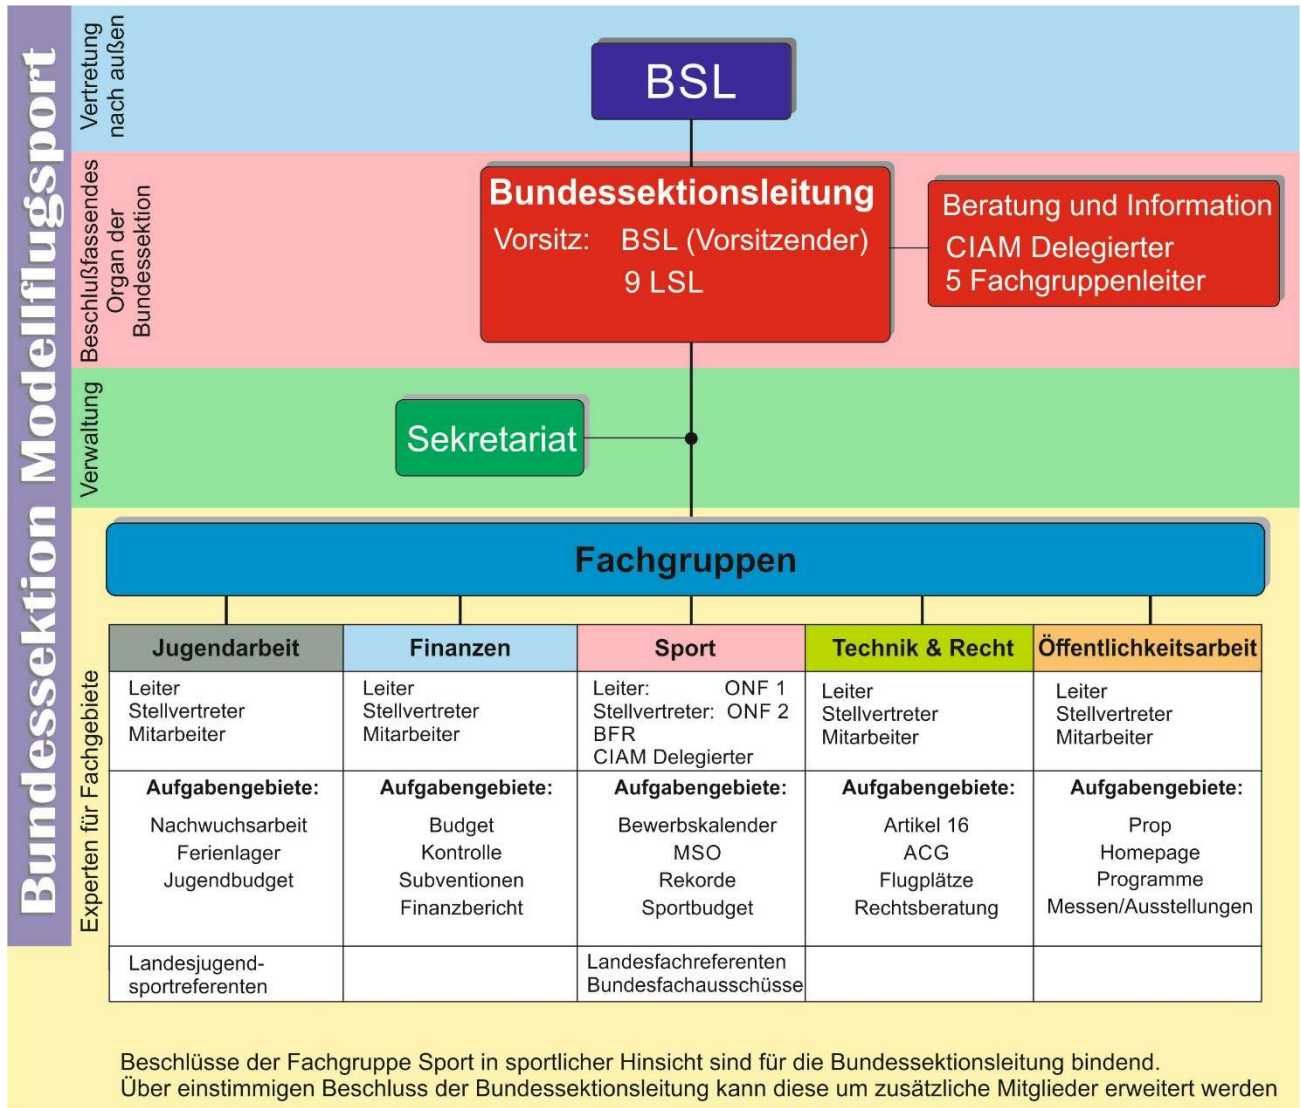 Bundessektion Modellflugsport
Vertretung
nach außen
BSL
Beschlußfassendes
Organ der
Bundessektion
Bundessektionsleitung
Vorsitz: BSL (Vorsitzender)
9 LSL
Beratung und Information
CIAM Delegierter
5 Fachgruppenleiter
Verwaltung
Sekretariat
Experten für Fachgebiete
Fachgruppen
Jugendarbeit
Leiter
Stellvertreter
Mitarbeiter
Aufgabengebiete:
Nachwuchsarbeit
Ferienlager
Jugendbudget
Landesjugend-
sportreferenten
Finanzen
Leiter
Stellvertreter
Mitarbeiter
Aufgabengebiete:
Budget
Kontrolle
Subventionen
Finanzbericht
Sport
Leiter: ONF 1
Stellvertreter: ONF 2
BFR
CIAM Delegierter
Aufgabengebiete:
Bewerbskalender
MSO
Rekorde
Sportbudget
Landesfachreferenten
Bundesfachausschüsse
Technik & Recht
Leiter
Stellvertreter
Mitarbeiter
Aufgabengebiete:
Artikel 16
ACG
Flugplätze
Rechtsberatung
Öffentlichkeitsarbeit
Leiter
Stellvertreter
Mitarbeiter
Aufgabengebiete:
Prop
Homepage
Programme
Messen/Ausstellungen
Beschlüsse der Fachgruppe Sport in sportlicher Hinsicht sind für die Bundessektionsleitung bindend.
Über einstimmigen Beschluss der Bundessektionsleitung kann diese um zusätzliche Mitglieder erweitert werden